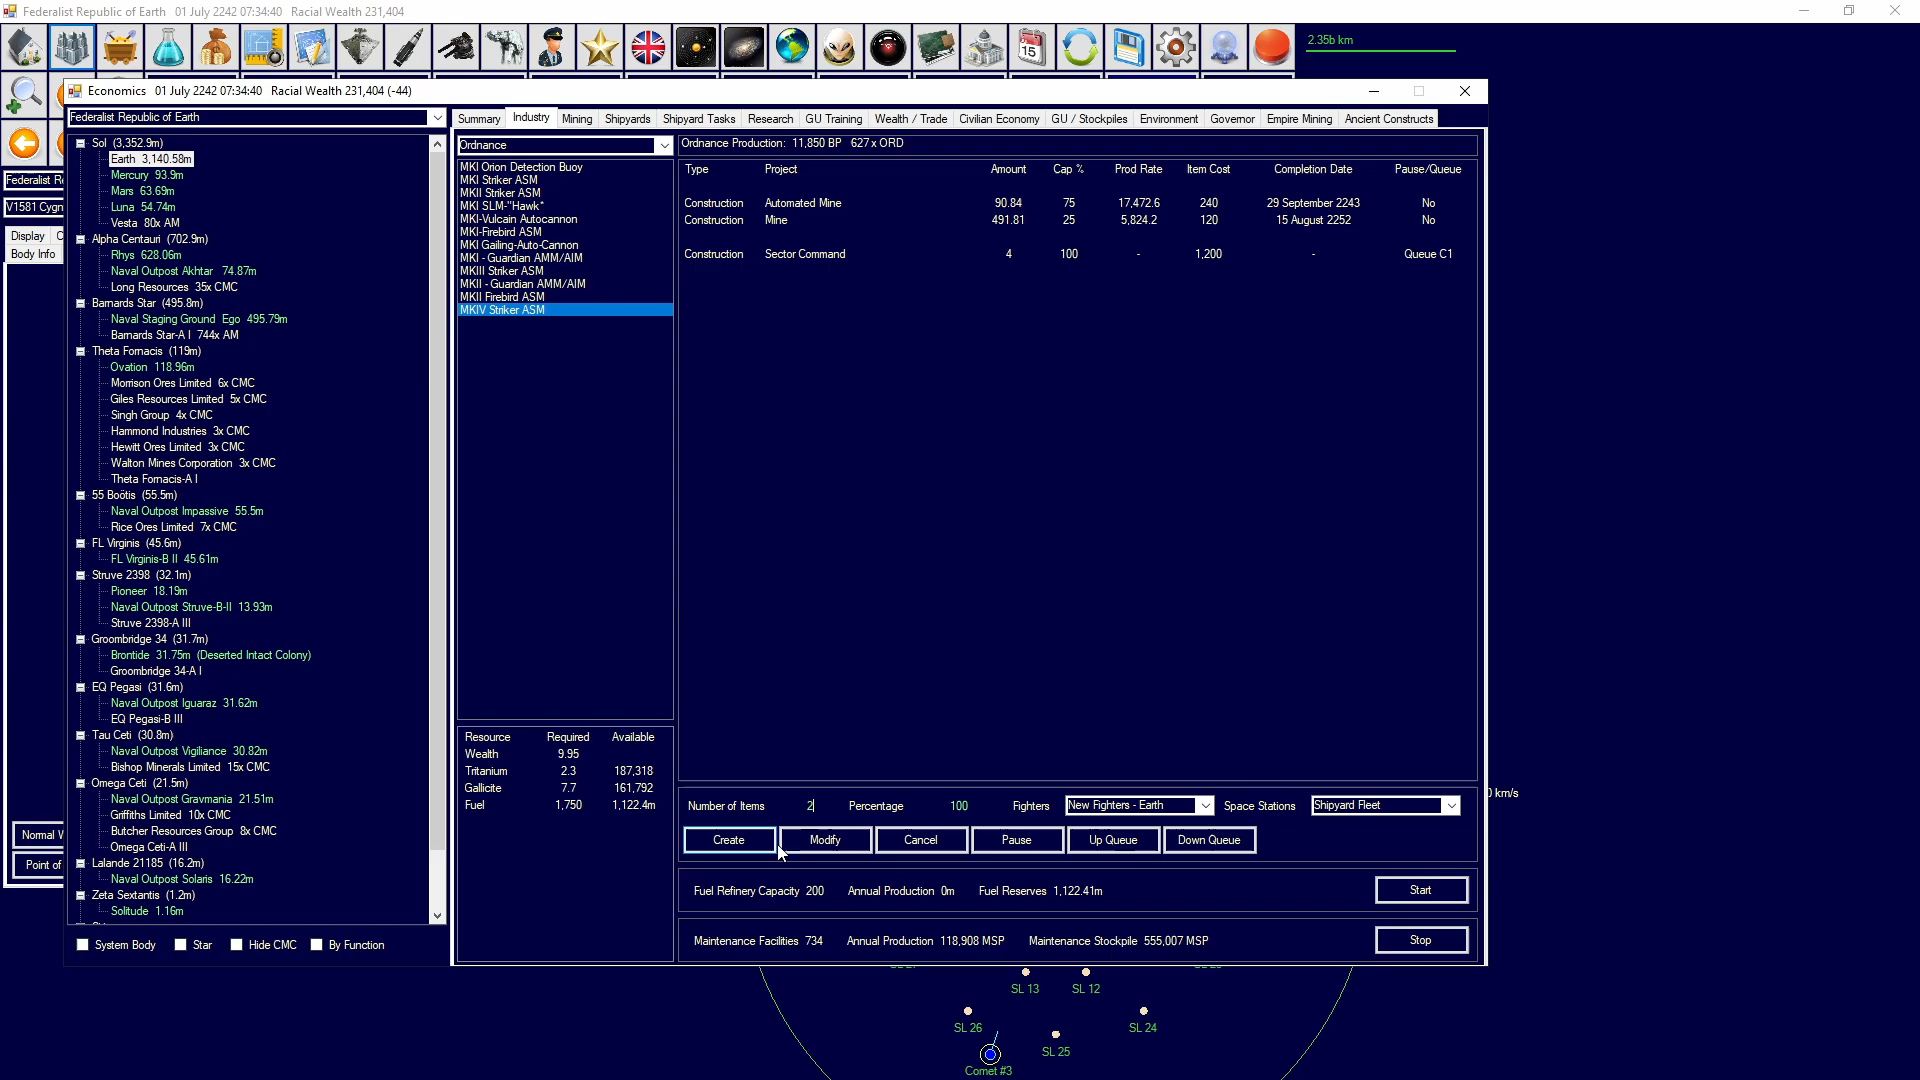 Federalist Republic of Earth   01 July 2242 07:34:40   Racial Wealth 231,404
15
2.35b km
Economics   01 July 2242 07:34:40   Racial Wealth 231,404 (-44)
Federalist Republic of Earth
Summary Industry Mining Shipyards Shipyard Tasks Research GU Training Wealth / Trade Civilian Economy GU / Stockpiles Environment Governor Empire Mining Ancient Constructs
Federalist R
V1581 Cygn
Display C
Body Info
Normal V
Point of
Sol (3,352.9m)
Earth 3,140.58m
Mercury 93.9m
Mars 63.69m
Luna 54.74m
Vesta 80x AM
Alpha Centauri (702.9m)
Rhys 628.06m
Naval Outpost Akhtar 74.87m
Long Resources 35x CMC
Barnards Star (495.8m)
Naval Staging Ground Ego 495.79m
Barnards Star-A I 744x AM
Theta Fornacis (119m)
Ovation 118.96m
Morrison Ores Limited 6x CMC
Giles Resources Limited 5x CMC
Singh Group 4x CMC
Hammond Industries 3x CMC
Hewitt Ores Limited 3x CMC
Walton Mines Corporation 3x CMC
Theta Fornacis-A I
55 Boötis (55.5m)
Naval Outpost Impassive 55.5m
Rice Ores Limited 7x CMC
FL Virginis (45.6m)
FL Virginis-B II 45.61m
Struve 2398 (32.1m)
Pioneer 18.19m
Naval Outpost Struve-B-II 13.93m
Struve 2398-A III
Groombridge 34 (31.7m)
Brontide 31.75m (Deserted Intact Colony)
Groombridge 34-A I
EQ Pegasi (31.6m)
Naval Outpost Iguaraz 31.62m
EQ Pegasi-B III
Tau Ceti (30.8m)
Naval Outpost Vigiliance 30.82m
Bishop Minerals Limited 15x CMC
Omega Ceti (21.5m)
Naval Outpost Gravmania 21.51m
Griffiths Limited 10x CMC
Butcher Resources Group 8x CMC
Omega Ceti-A III
Lalande 21185 (16.2m)
Naval Outpost Solaris 16.22m
Zeta Sextantis (1.2m)
Solitude 1.16m
System Body Star Hide CMC By Function
Ordnance
MKI Orion Detection Buoy
MKI Striker ASM
MKII Striker ASM
MKI SLM-"Hawk"
MKI-Vulcain Autocannon
MKI-Firebird ASM
MKI Gailing-Auto-Cannon
MKI - Guardian AMM/AIM
MKIII Striker ASM
MKII - Guardian AMM/AIM
MKII Firebird ASM
MKIV Striker ASM
Resource Required Available
Wealth 9.95
Tritanium 2.3 187,318
Gallicite 7.7 161,792
Fuel 1,750 1,122.4m
Ordnance Production: 11,850 BP 627x ORD
Type Project Amount Cap % Prod Rate Item Cost Completion Date Pause/Queue
Construction Automated Mine 90.84 75 17,472.6 240 29 September 2243 No
Construction Mine 491.81 25 5,824.2 120 15 August 2252 No
Construction Sector Command 4 100 - 1,200 - Queue C1
Number of Items 2 Percentage 100 Fighters New Fighters - Earth Space Stations Shipyard Fleet
Create Modify Cancel Pause Up Queue Down Queue
Fuel Refinery Capacity 200 Annual Production 0m Fuel Reserves 1,122.41m Start
Maintenance Facilities 734 Annual Production 118,908 MSP Maintenance Stockpile 555,007 MSP Stop
km/s
SL 13 SL 12
SL 26 SL 24
SL 25
Comet #3